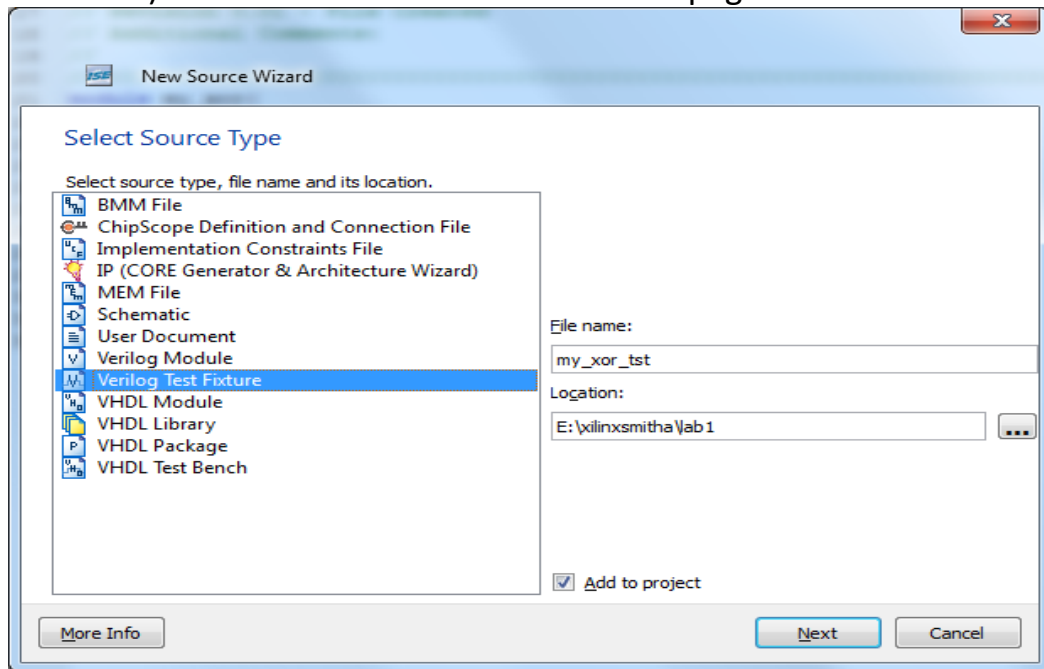 ISE New Source Wizard
Select Source Type
Select source type, file name and its location.
BMM File
ChipScope Definition and Connection File
Implementation Constraints File
IP (CORE Generator & Architecture Wizard)
MEM File
Schematic
User Document
Verilog Module
Verilog Test Fixture
VHDL Module
VHDL Library
VHDL Package
VHDL Test Bench
File name:
my_xor_tst
Location:
E:\xilinxsmitha\lab1
...
Add to project
More Info
Next
Cancel